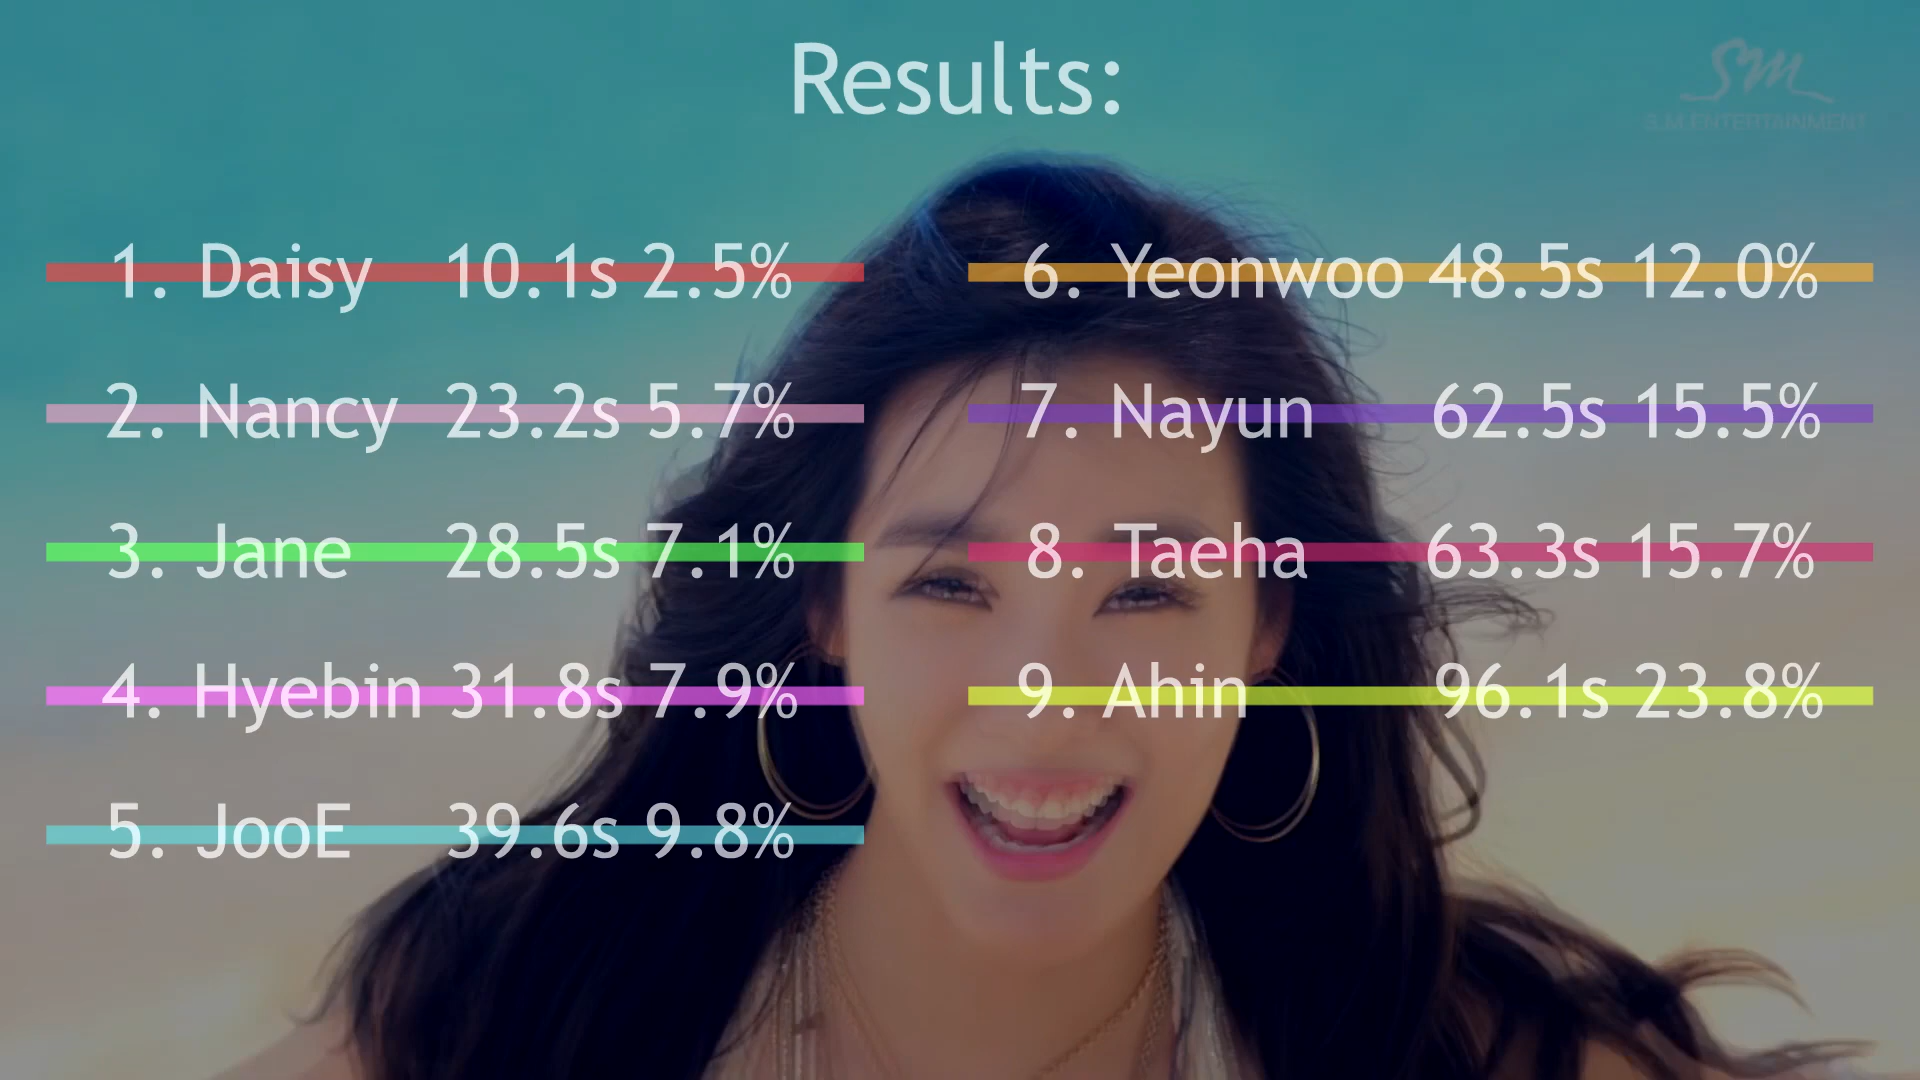 Results:
SM
S.M.ENTERTAINMENT
1. Daisy 10.1s 2.5%
2. Nancy 23.2s 5.7%
3. Jane 28.5s 7.1%
4. Hyebin 31.8s 7.9%
5. JooE 39.6s 9.8%
6. Yeonwoo 48.5s 12.0%
7. Nayun 62.5s 15.5%
8. Taeha 63.3s 15.7%
9. Ahin 96.1s 23.8%